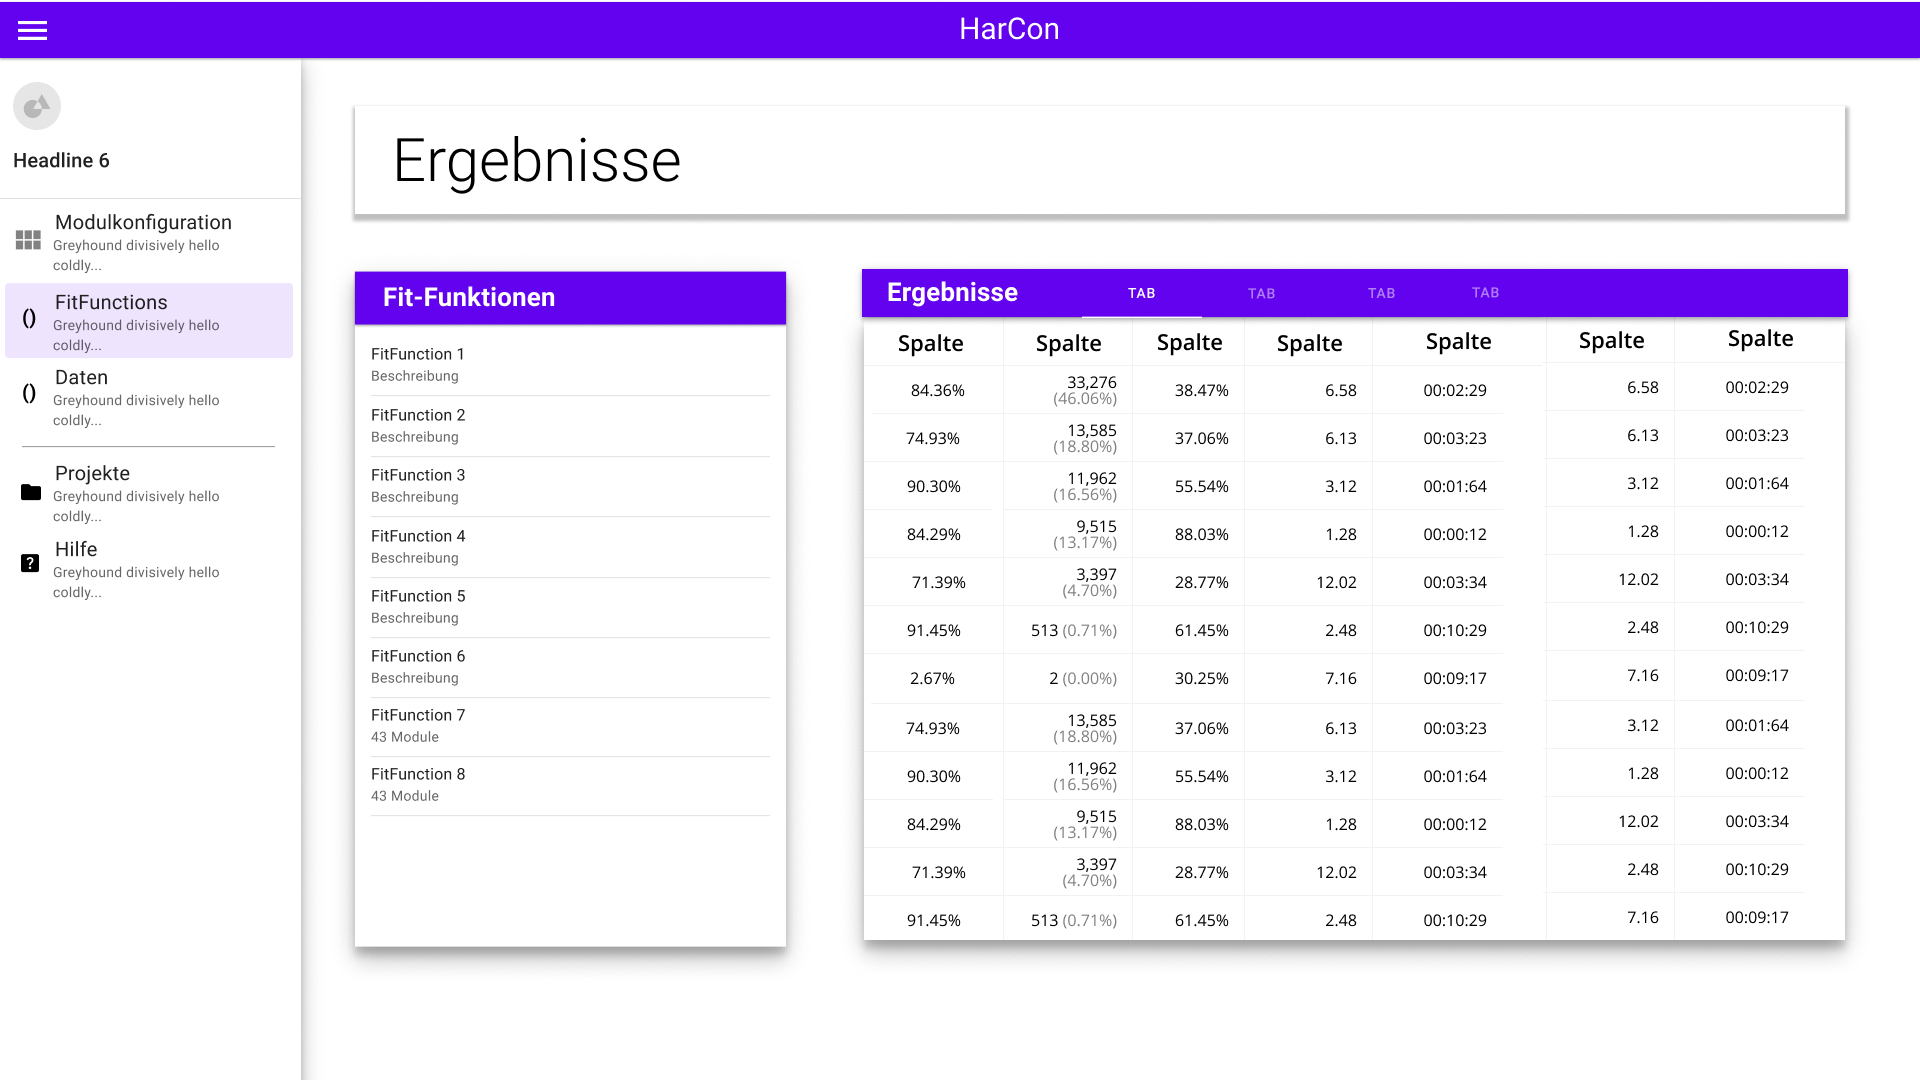 HarCon
Headline 6
Modulkonfiguration
Greyhound divisively hello
coldly...
FitFunctions
Greyhound divisively hello
coldly...
() 
Daten
Greyhound divisively hello
coldly...
()
Projekte
Greyhound divisively hello
coldly...
Hilfe
Greyhound divisively hello
coldly...
?
Ergebnisse
Fit-Funktionen
FitFunction 1
Beschreibung
FitFunction 2
Beschreibung
FitFunction 3
Beschreibung
FitFunction 4
Beschreibung
FitFunction 5
Beschreibung
FitFunction 6
Beschreibung
FitFunction 7
43 Module
FitFunction 8
43 Module
Ergebnisse TAB TAB TAB TAB
Spalte Spalte Spalte Spalte Spalte Spalte Spalte
84.36% 33,276 (46.06%) 38.47% 6.58 00:02:29 6.58 00:02:29
74.93% 13,585 (18.80%) 37.06% 6.13 00:03:23 6.13 00:03:23
90.30% 11,962 (16.56%) 55.54% 3.12 00:01:64 3.12 00:01:64
84.29% 9,515 (13.17%) 88.03% 1.28 00:00:12 1.28 00:00:12
71.39% 3,397 (4.70%) 28.77% 12.02 00:03:34 12.02 00:03:34
91.45% 513 (0.71%) 61.45% 2.48 00:10:29 2.48 00:10:29
2.67% 2 (0.00%) 30.25% 7.16 00:09:17 7.16 00:09:17
74.93% 13,585 (18.80%) 37.06% 6.13 00:03:23 3.12 00:01:64
90.30% 11,962 (16.56%) 55.54% 3.12 00:01:64 1.28 00:00:12
84.29% 9,515 (13.17%) 88.03% 1.28 00:00:12 12.02 00:03:34
71.39% 3,397 (4.70%) 28.77% 12.02 00:03:34 2.48 00:10:29
91.45% 513 (0.71%) 61.45% 2.48 00:10:29 7.16 00:09:17